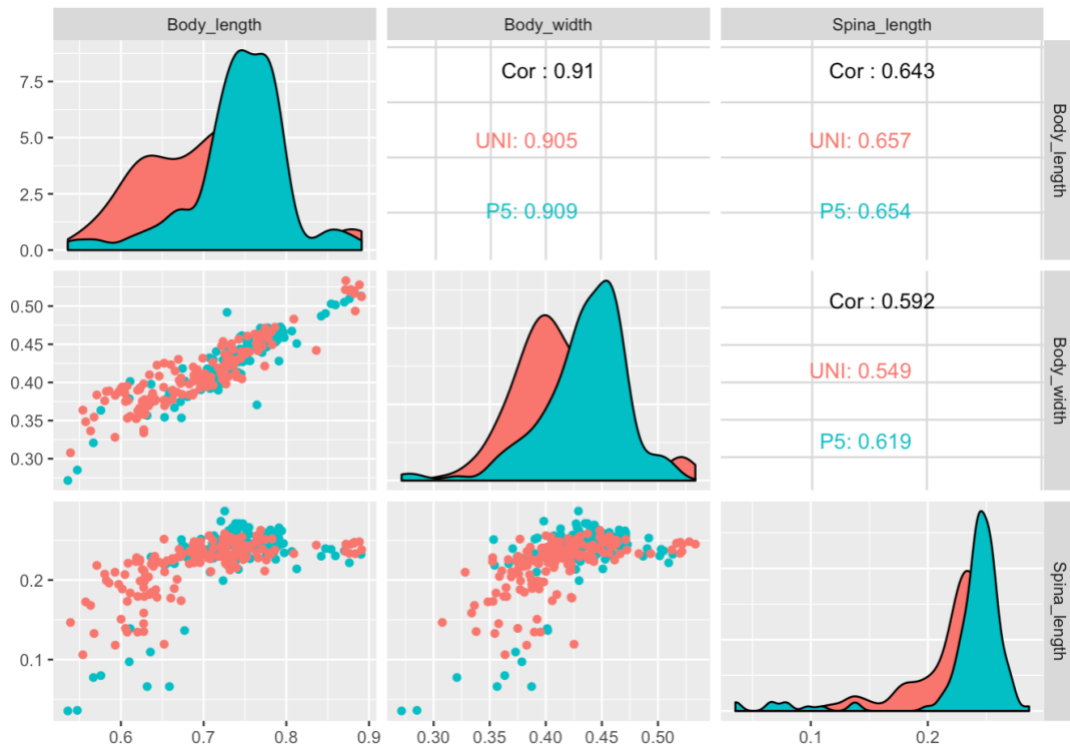 Body_length Body_width Spina_length
7.5
5.0
2.5
0.0
Cor : 0.91
UNI: 0.905
P5: 0.909
Cor : 0.643
UNI: 0.657
P5: 0.654
Body_length
0.50
0.45
0.40
0.35
0.30
Cor : 0.592
UNI: 0.549
P5: 0.619
Body_width
0.2
0.1
Spina_length
0.6 0.7 0.8 0.9 0.30 0.35 0.40 0.45 0.50 0.1 0.2